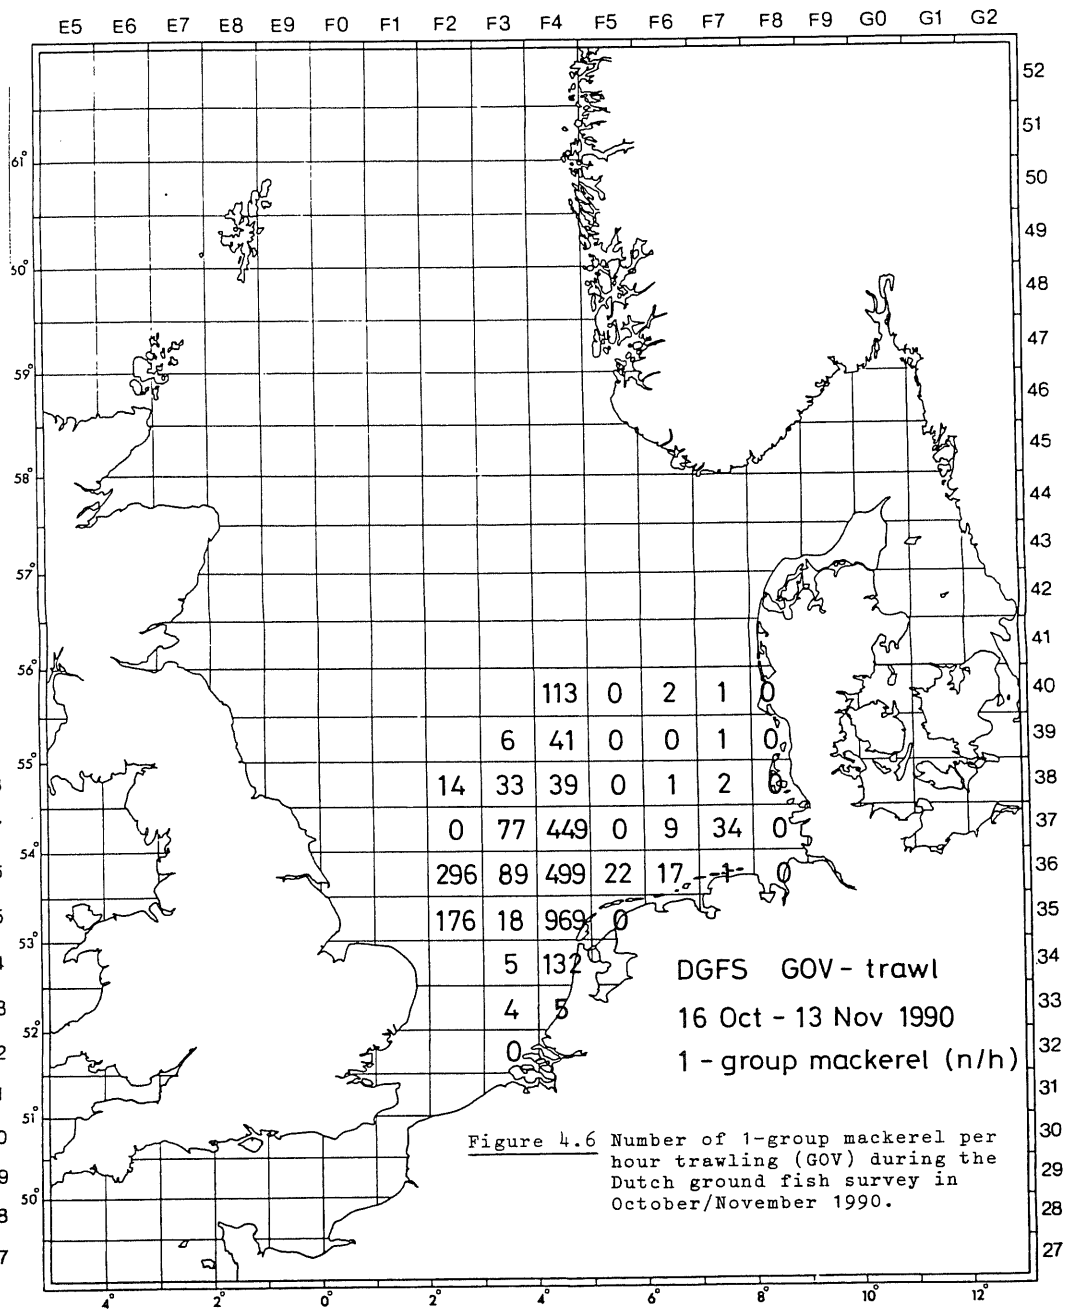 E5 E6 E7 E8 E9 F0 F1 F2 F3 F4 F5 F6 F7 F8 F9 G0 G1 G2
52
51
61°
50
49
50°
48
47
59°
46
45
58°
44
43
57°
42
41
56°
113 0 2 1 0 40
6 41 0 0 1 0 39
55°
14 33 39 0 1 2 0 38
0 77 449 0 9 34 0 37
54°
296 89 499 22 17 1 0 36
176 18 969 0 35
53°
5 132 34
DGFS GOV - trawl
4 5 33
16 Oct - 13 Nov 1990
52°
0 32
1 - group mackerel (n/h)
31
51°
30
Figure 4.6 Number of 1-group mackerel per
hour trawling (GOV) during the
29
Dutch ground fish survey in
50°
October/November 1990.
28
27
4° 2° 0° 2° 4° 6° 8° 10° 12°